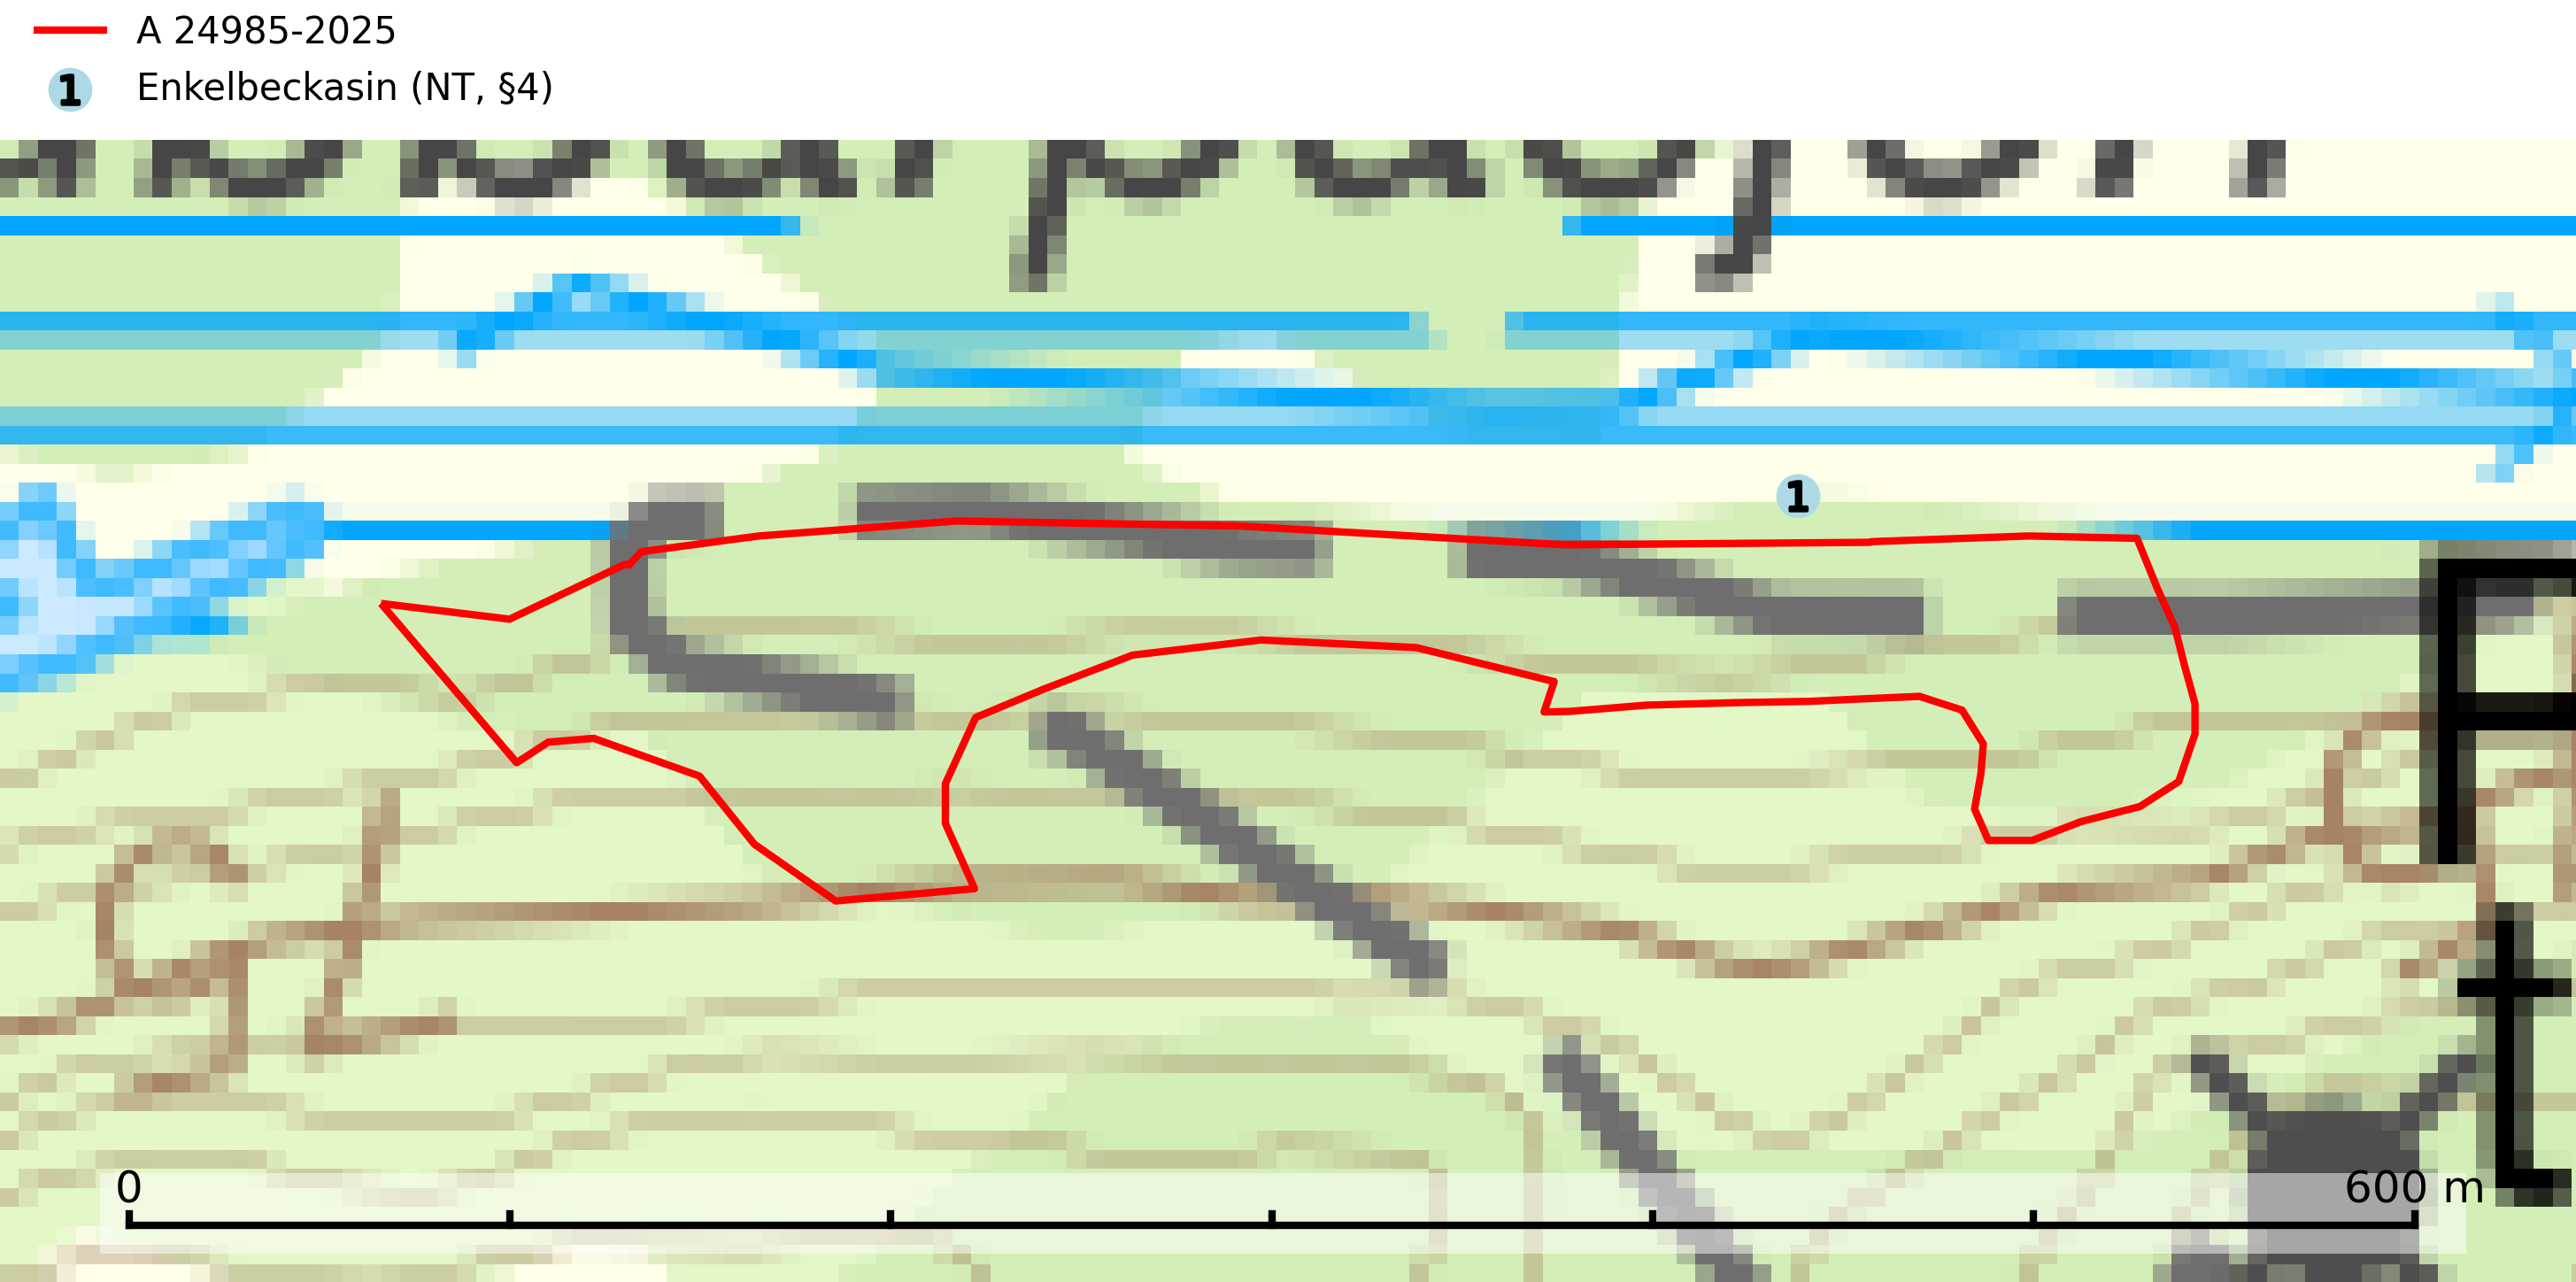 A 24985-2025
1 Enkelbeckasin (NT, §4)
1
0 600 m